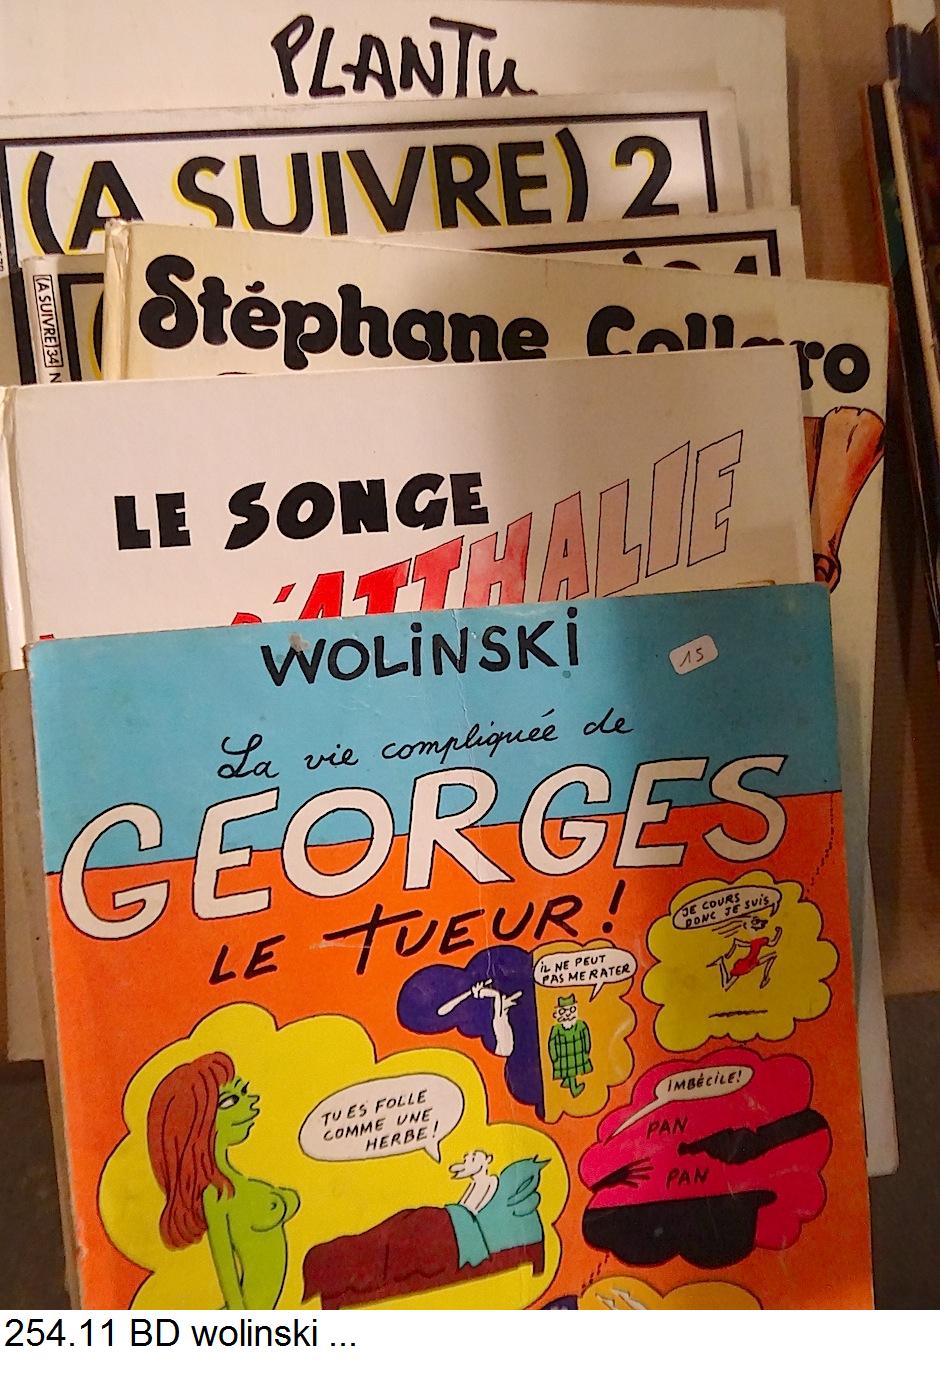 PLANTU
(A SUIVRE) 2
(A SUIVRE) 34
Stéphane Collaro
LE SONGE
D'ATTHALIE
WOLINSKI
15
La vie compliquée de
GEORGES
LE TUEUR !
JE COURS
DONC JE SUIS
IL NE PEUT
PAS ME RATER
TU ES FOLLE
COMME UNE
HERBE !
IMBÉCILE !
PAN
PAN
254.11 BD wolinski ...